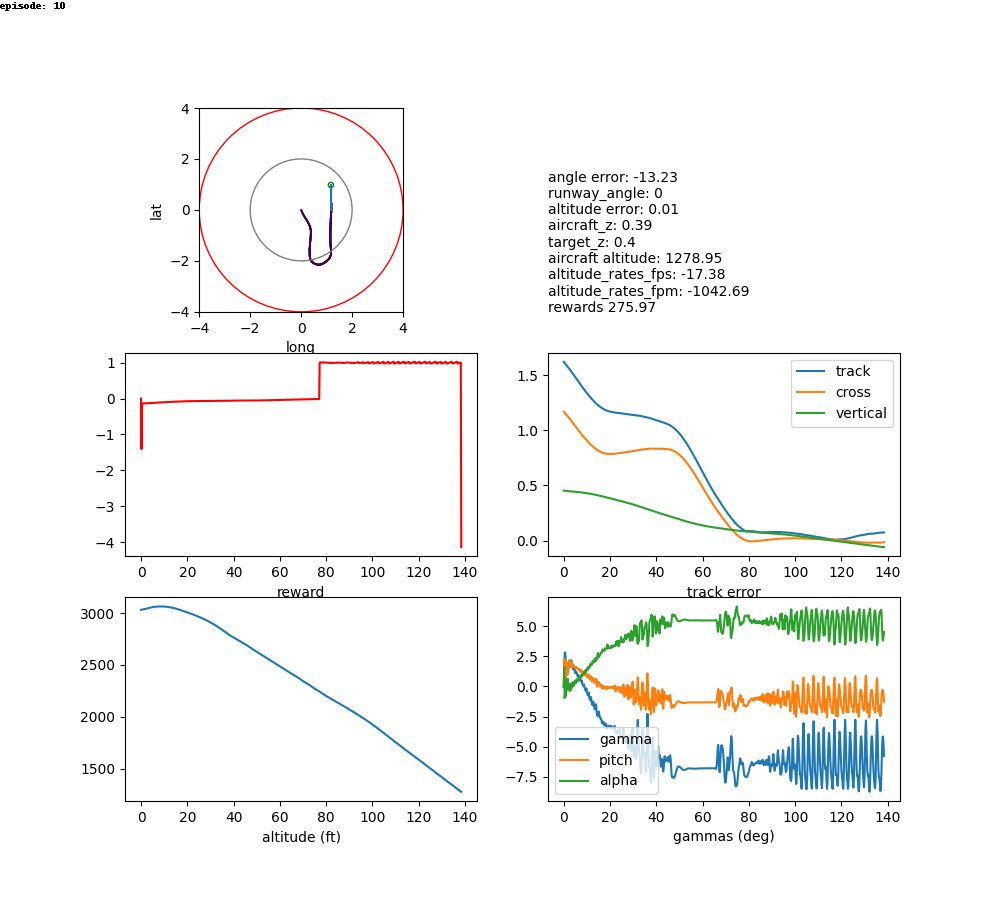 episode: 10
4
2
0
−2
−4
lat
−4 −2 0 2 4
long
angle error: -13.23
runway_angle: 0
altitude error: 0.01
aircraft_z: 0.39
target_z: 0.4
aircraft altitude: 1278.95
altitude_rates_fps: -17.38
altitude_rates_fpm: -1042.69
rewards 275.97
1
0
−1
−2
−3
−4
0 20 40 60 80 100 120 140
reward
1.5
1.0
0.5
0.0
track
cross
vertical
0 20 40 60 80 100 120 140
track error
3000
2500
2000
1500
0 20 40 60 80 100 120 140
altitude (ft)
5.0
2.5
0.0
−2.5
−5.0
−7.5
gamma
pitch
alpha
0 20 40 60 80 100 120 140
gammas (deg)